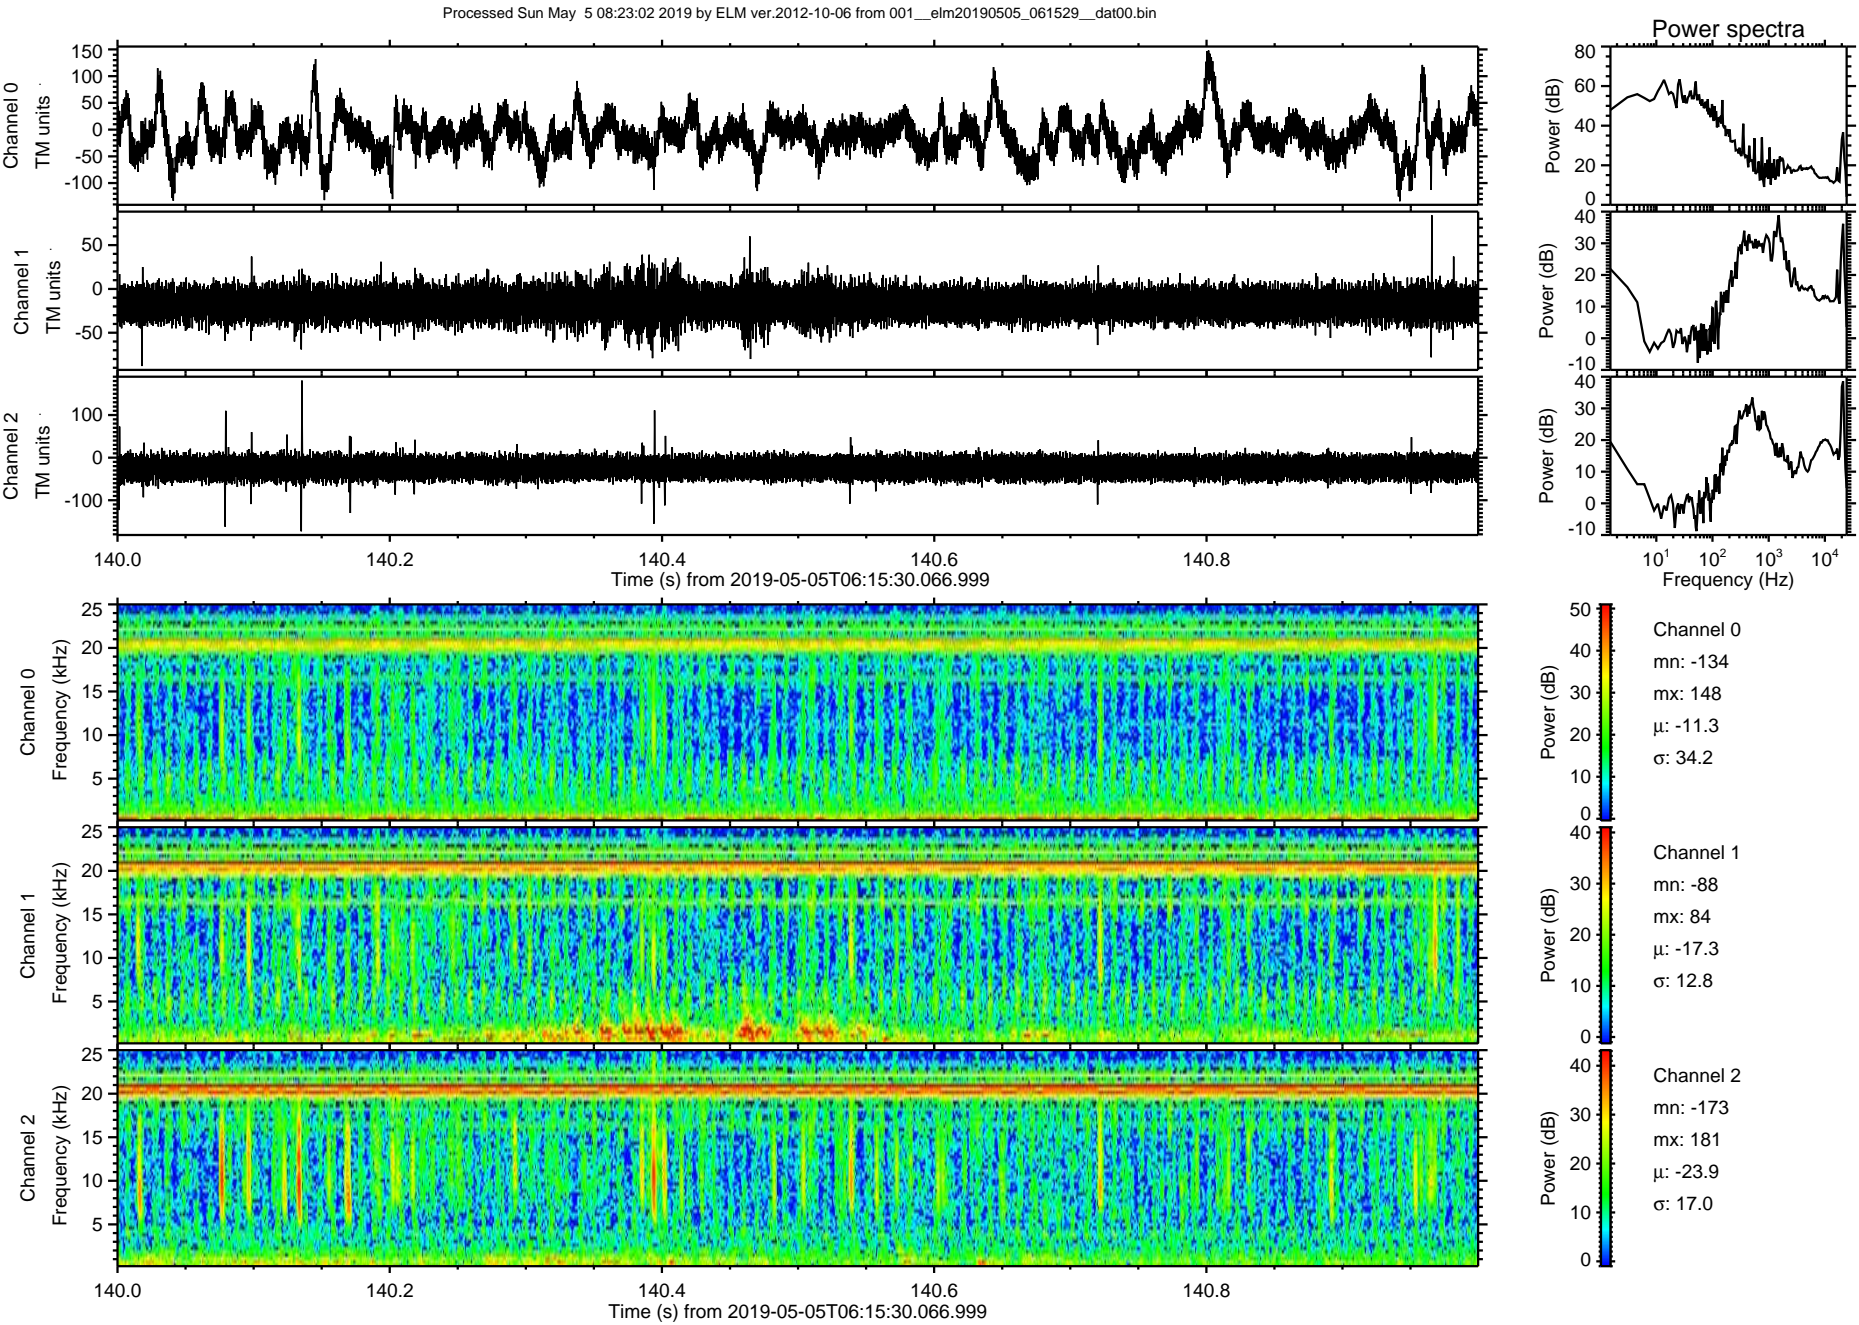 Processed Sun May  5 08:23:02 2019 by ELM ver.2012-10-06 from 001__elm20190505_061529__dat00.bin
Power spectra
Channel 0
TM units
150
100
50
0
-50
-100
Power (dB)
80
60
40
20
0
Channel 1
TM units
50
0
-50
Power (dB)
40
30
20
10
0
-10
Channel 2
TM units
100
0
-100
Power (dB)
40
30
20
10
0
-10
140.0 140.2 140.4 140.6 140.8
Time (s) from 2019-05-05T06:15:30.066.999
10^1 10^2 10^3 10^4
Frequency (Hz)
Channel 0
Frequency (kHz)
25
20
15
10
5
Power (dB)
50
40
30
20
10
0
Channel 0
mn: -134
mx: 148
μ: -11.3
σ: 34.2
Channel 1
Frequency (kHz)
25
20
15
10
5
Power (dB)
40
30
20
10
0
Channel 1
mn: -88
mx: 84
μ: -17.3
σ: 12.8
Channel 2
Frequency (kHz)
25
20
15
10
5
Power (dB)
40
30
20
10
0
Channel 2
mn: -173
mx: 181
μ: -23.9
σ: 17.0
140.0 140.2 140.4 140.6 140.8
Time (s) from 2019-05-05T06:15:30.066.999